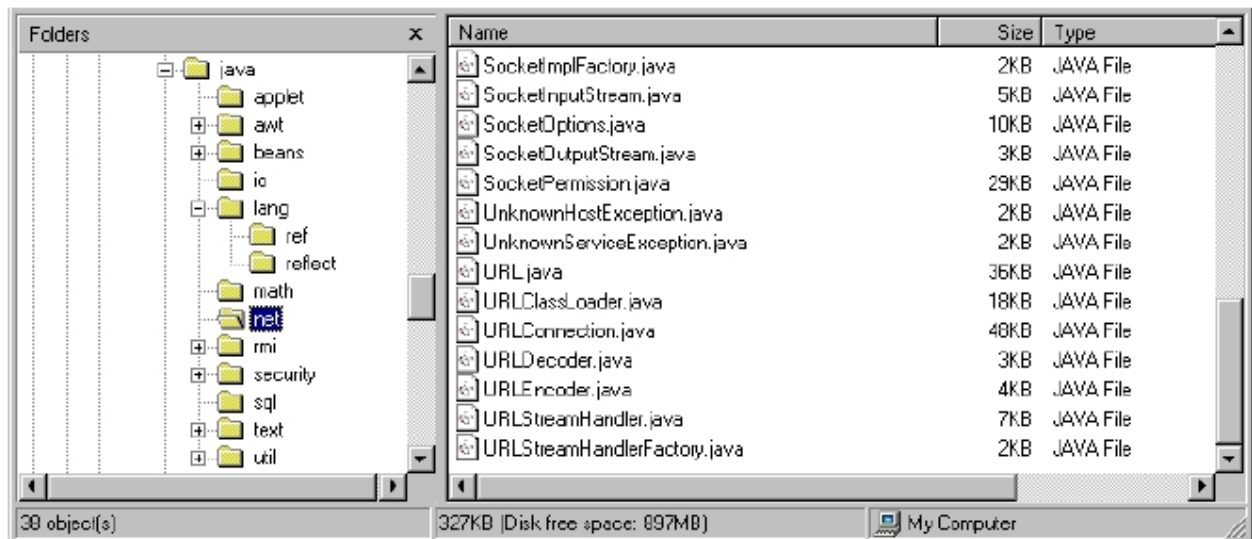 Folders x
java
applet
awt
beans
io
lang
ref
reflect
math
net
rmi
security
sql
text
util
Name Size Type
SocketImplFactory.java 2KB JAVA File
SocketInputStream.java 5KB JAVA File
SocketOptions.java 10KB JAVA File
SocketOutputStream.java 3KB JAVA File
SocketPermission.java 29KB JAVA File
UnknownHostException.java 2KB JAVA File
UnknownServiceException.java 2KB JAVA File
URL.java 36KB JAVA File
URLClassLoader.java 18KB JAVA File
URLConnection.java 48KB JAVA File
URLDecoder.java 3KB JAVA File
URLEncoder.java 4KB JAVA File
URLStreamHandler.java 7KB JAVA File
URLStreamHandlerFactory.java 2KB JAVA File
38 object(s) 327KB (Disk free space: 897MB) My Computer